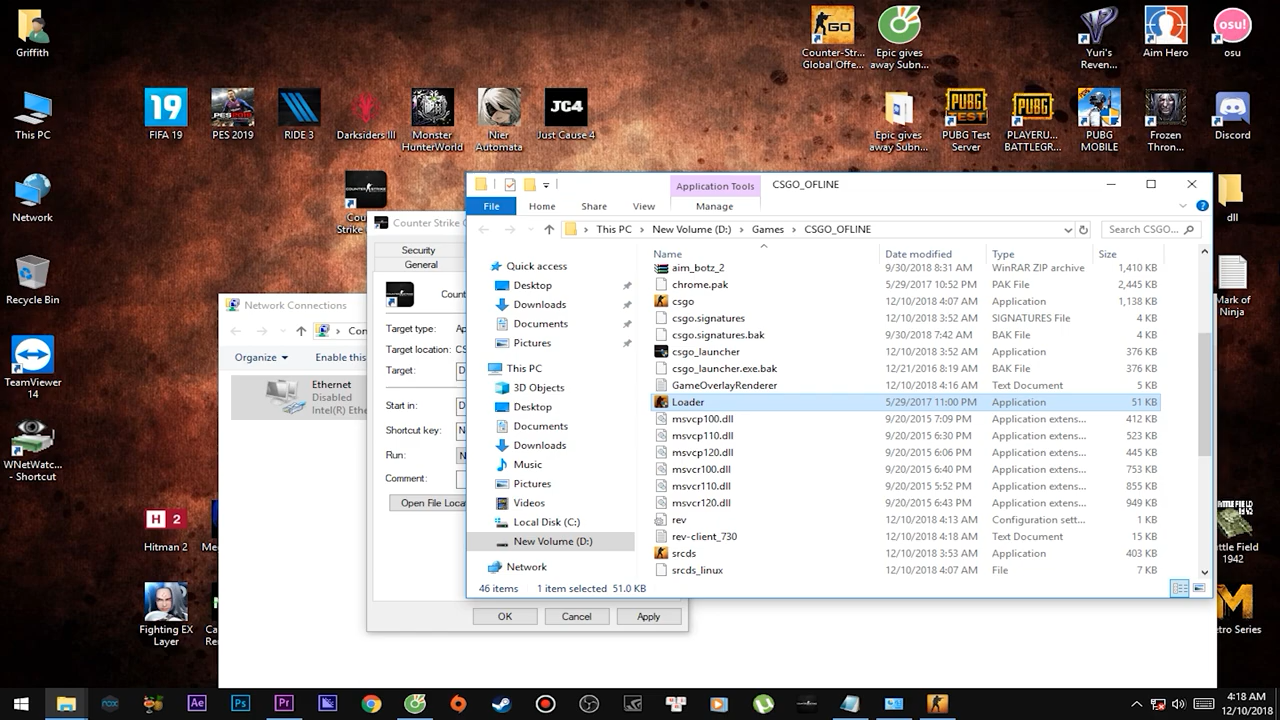 Griffith
Counter-Str...
Global Offe...
Epic gives
away Subn...
Yuri's
Reven...
Aim Hero
osu!
osu
This PC
19
FIFA 19
PES 2019
RIDE 3
Darksiders III
Monster
HunterWorld
Nier
Automata
JC4
Just Cause 4
Epic gives
away Subn...
PUBG
TEST
PUBG Test
Server
PUBG
PLAYERU...
BATTLEGR...
PUBG
MOBILE
Frozen
Thron...
Discord
Network
Recycle Bin
TeamViewer
14
WNetWatc...
- Shortcut
H 2
Hitman 2
Fighting EX
Layer
dll
Mark of
Ninja
1942
Network Connections
Organize
Enable this
Ethernet
Disabled
Intel(R) Ethe
Counter Strike
Security
General
Target type:
Target location:
Target:
Start in:
Shortcut key:
Run:
Comment:
Open File Loca
OK
Cancel
Apply
Application Tools
CSGO_OFLINE
File
Home
Share
View
Manage
This PC
New Volume (D:)
Games
CSGO_OFLINE
Search CSGO...
Quick access
Desktop
Downloads
Documents
Pictures
This PC
3D Objects
Desktop
Documents
Downloads
Music
Pictures
Videos
Local Disk (C:)
New Volume (D:)
Network
Name Date modified Type Size
aim_botz_2 9/30/2018 8:31 AM WinRAR ZIP archive 1,410 KB
chrome.pak 5/29/2017 10:52 PM PAK File 2,445 KB
csgo 12/10/2018 4:07 AM Application 1,138 KB
csgo.signatures 12/10/2018 3:52 AM SIGNATURES File 4 KB
csgo.signatures.bak 9/30/2018 7:42 AM BAK File 4 KB
csgo_launcher 12/10/2018 3:52 AM Application 376 KB
csgo_launcher.exe.bak 12/21/2016 8:19 AM BAK File 376 KB
GameOverlayRenderer 12/10/2018 4:16 AM Text Document 5 KB
Loader 5/29/2017 11:00 PM Application 51 KB
msvcp100.dll 9/20/2015 7:09 PM Application extens... 412 KB
msvcp110.dll 9/20/2015 6:30 PM Application extens... 523 KB
msvcp120.dll 9/20/2015 6:06 PM Application extens... 445 KB
msvcr100.dll 9/20/2015 6:40 PM Application extens... 753 KB
msvcr110.dll 9/20/2015 5:52 PM Application extens... 855 KB
msvcr120.dll 9/20/2015 6:43 PM Application extens... 949 KB
rev 12/10/2018 4:13 AM Configuration sett... 1 KB
rev-client_730 12/10/2018 4:18 AM Text Document 15 KB
srcds 12/10/2018 3:53 AM Application 403 KB
srcds_linux 12/10/2018 4:07 AM File 7 KB
46 items 1 item selected 51.0 KB
Ae
Ps
Pr
4:18 AM
12/10/2018